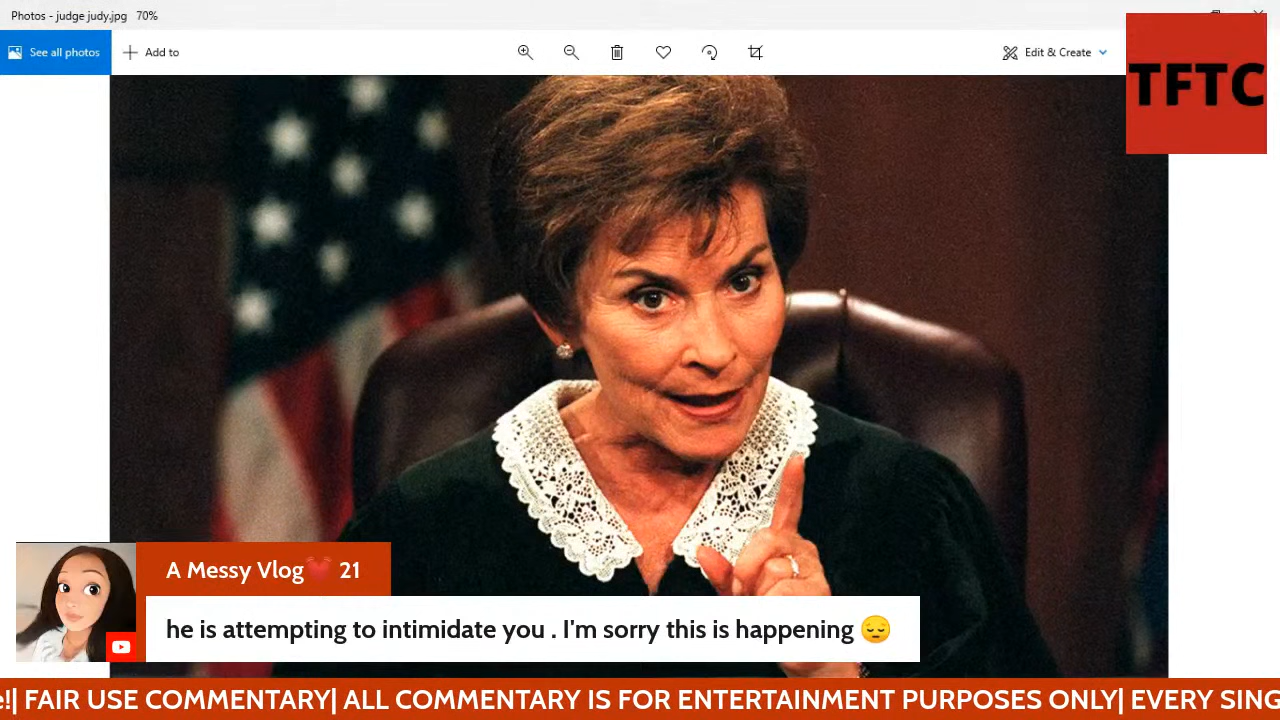 Photos - judge judy.jpg 70%
See all photos
Add to
Edit & Create
TFTC
A Messy Vlog💓 21
he is attempting to intimidate you . I'm sorry this is happening 😔
!| FAIR USE COMMENTARY| ALL COMMENTARY IS FOR ENTERTAINMENT PURPOSES ONLY| EVERY